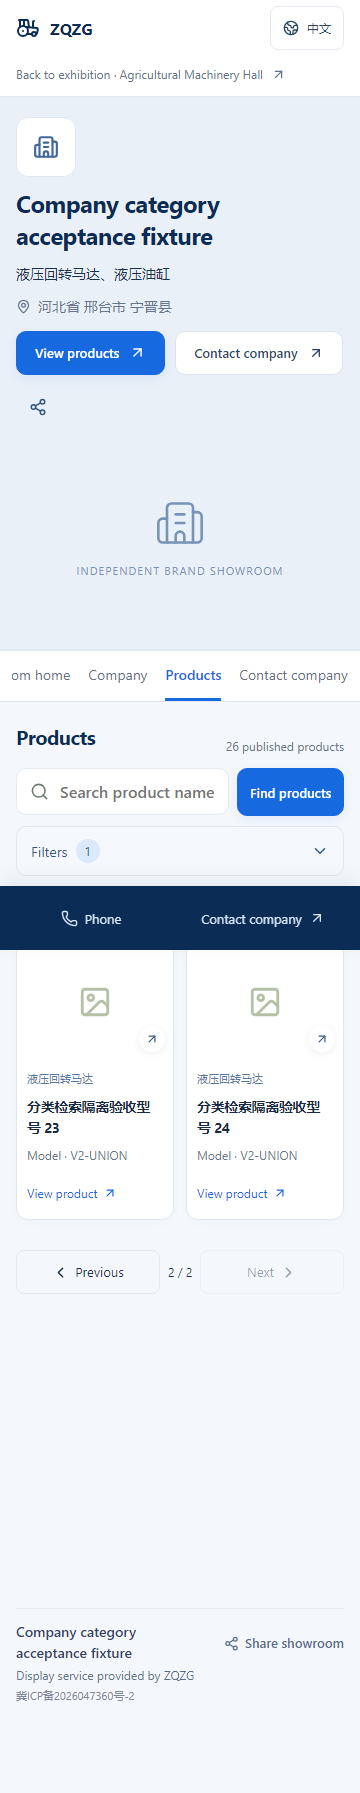 ZQZG
中文
Back to exhibition · Agricultural Machinery Hall
Company category
acceptance fixture
液压回转马达、液压油缸
河北省 邢台市 宁晋县
View products
Contact company
INDEPENDENT BRAND SHOWROOM
om home
Company
Products
Contact company
Products
26 published products
Search product name
Find products
Filters
1
Phone
Contact company
液压回转马达
分类检索隔离验收型
号 23
Model · V2-UNION
View product
液压回转马达
分类检索隔离验收型
号 24
Model · V2-UNION
View product
Previous
2 / 2
Next
Company category
acceptance fixture
Share showroom
Display service provided by ZQZG
冀ICP备2026047360号-2